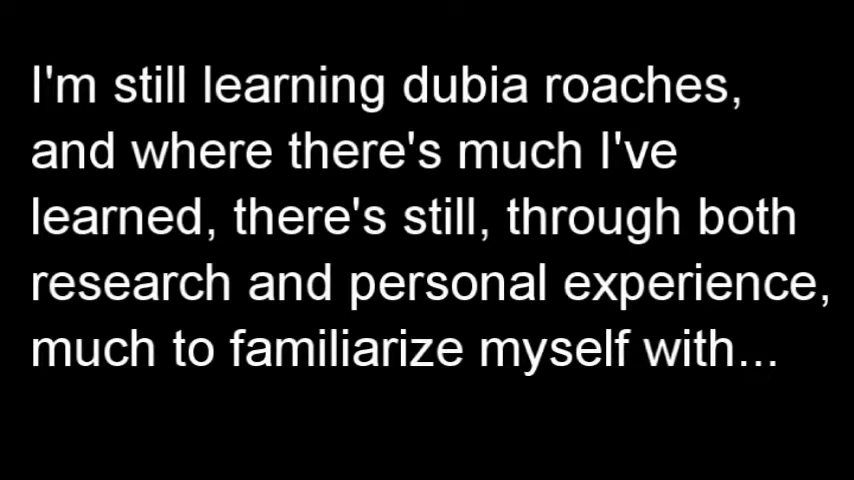 I'm still learning dubia roaches,
and where there's much I've
learned, there's still, through both
research and personal experience,
much to familiarize myself with...